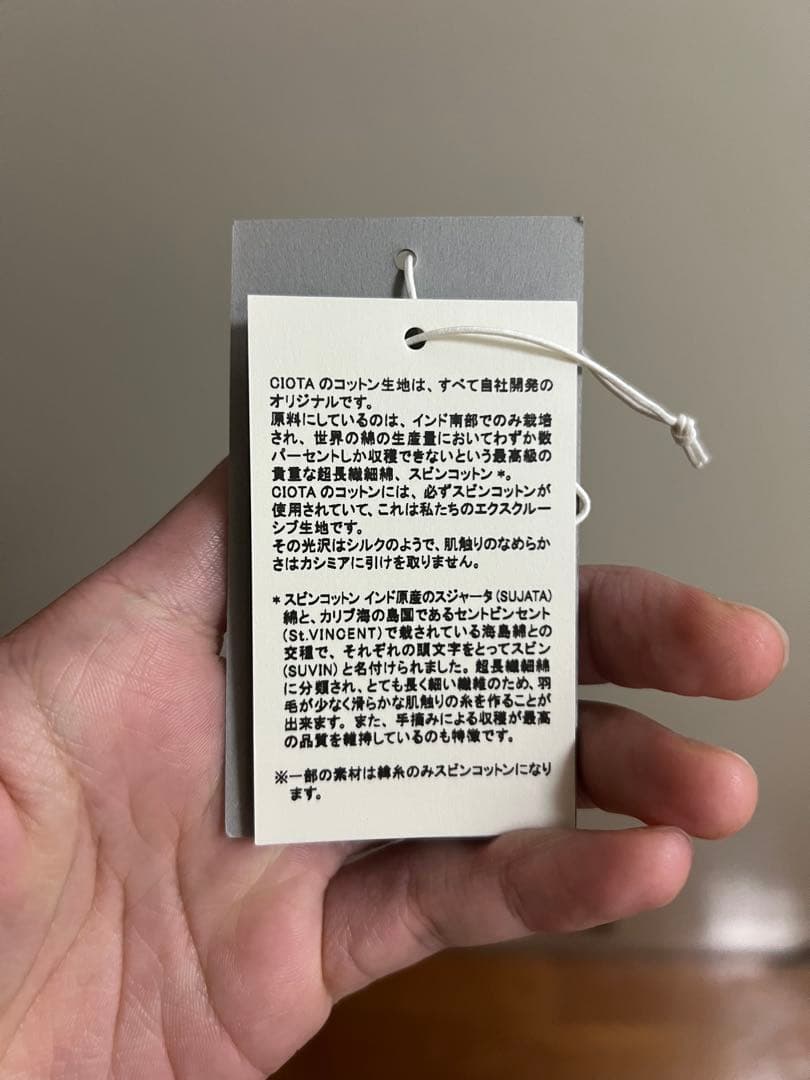 CIOTA のコットン生地は、すべて自社開発の
オリジナルです。
原料にしているのは、インド南部でのみ栽培
され、世界の綿の生産量においてわずか数
パーセントしか収穫できないという最高級の
貴重な超長繊細綿、スビンコットン*。
CIOTA のコットンには、必ずスビンコットンが
使用されていて、これは私たちのエクスクルー
シブ生地です。
その光沢はシルクのようで、肌触りのなめらか
さはカシミアに引けを取りません。
* スビンコットン インド原産のスジャータ (SUJATA)
綿と、カリブ海の島国であるセントビンセント
(St.VINCENT) で栽されている海島綿との
交種で、それぞれの頭文字をとってスビン
(SUVIN) と名付けられました。超長繊細綿
に分類され、とても長く細い繊維のため、羽
毛が少なく滑らかな肌触りの糸を作ることが
出来ます。また、手摘みによる収穫が最高
の品質を維持しているのも特徴です。
※一部の素材は緯糸のみスビンコットンになり
ます。